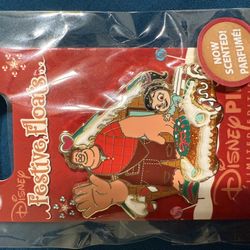 NOW
SCENTED!
PARFUMÉ!
DISNEY
Festive Floats...
DISNEY PI